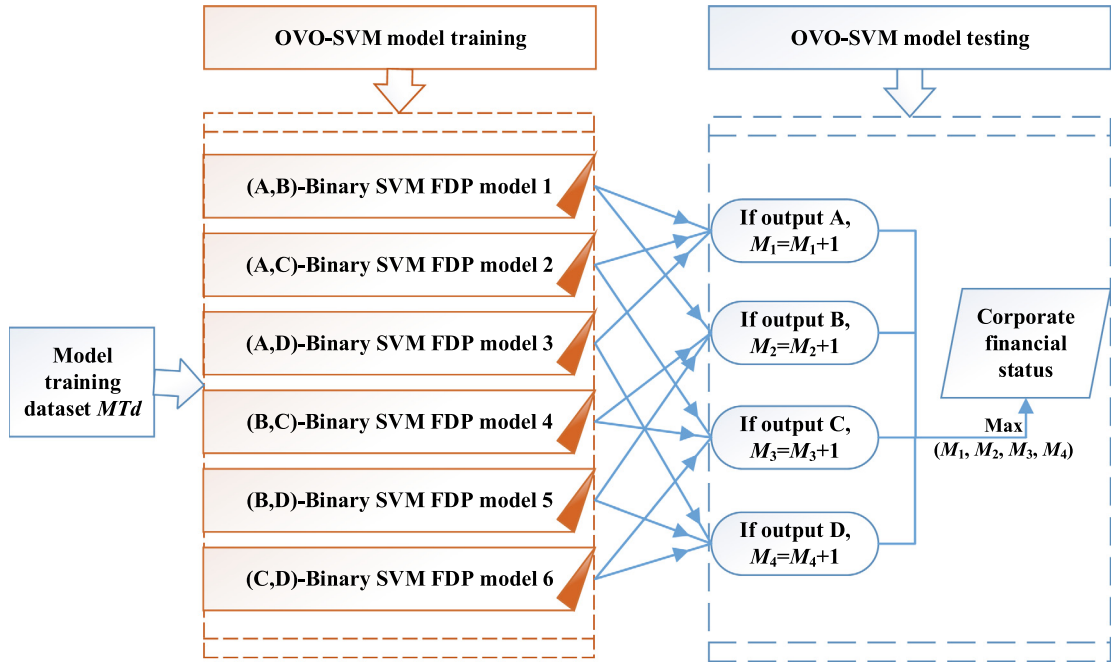 OVO-SVM model training
OVO-SVM model testing
(A,B)-Binary SVM FDP model 1
(A,C)-Binary SVM FDP model 2
(A,D)-Binary SVM FDP model 3
(B,C)-Binary SVM FDP model 4
(B,D)-Binary SVM FDP model 5
(C,D)-Binary SVM FDP model 6
Model
training
dataset MTd
If output A,
M₁=M₁+1
If output B,
M₂=M₂+1
If output C,
M₃=M₃+1
If output D,
M₄=M₄+1
Corporate
financial
status
Max
(M₁, M₂, M₃, M₄)